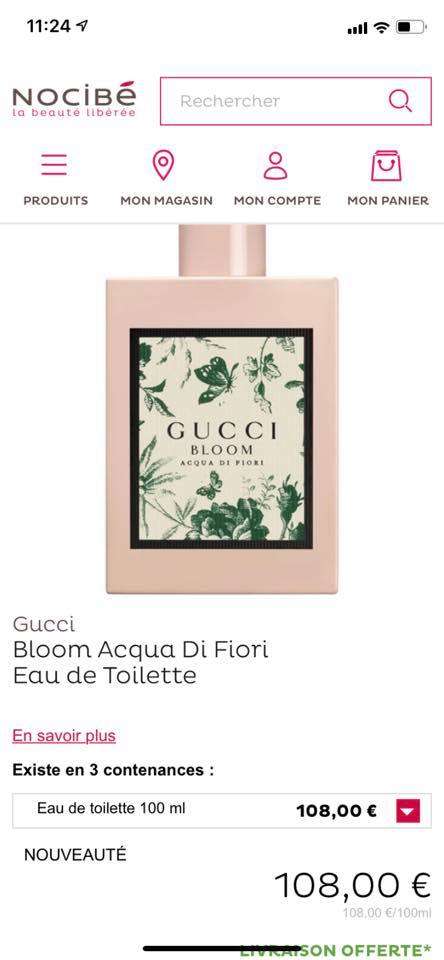 11:24
NOCIBÉ
la beauté libérée
Rechercher
PRODUITS
MON MAGASIN
MON COMPTE
MON PANIER
GUCCI
BLOOM
ACQUA DI FIORI
Gucci
Bloom Acqua Di Fiori
Eau de Toilette
En savoir plus
Existe en 3 contenances :
Eau de toilette 100 ml 108,00 €
NOUVEAUTÉ
108,00 €
108,00 €/100ml
LIVRAISON OFFERTE*